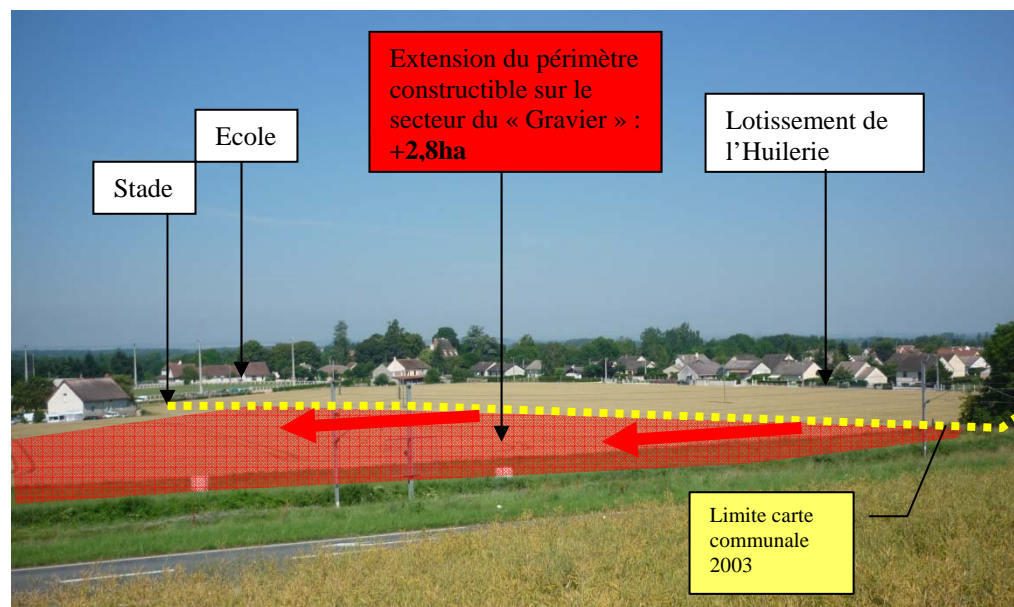 Extension du périmètre
constructible sur le
secteur du « Gravier » :
+2,8ha
Ecole
Stade
Lotissement de
l’Huilerie
Limite carte
communale
2003